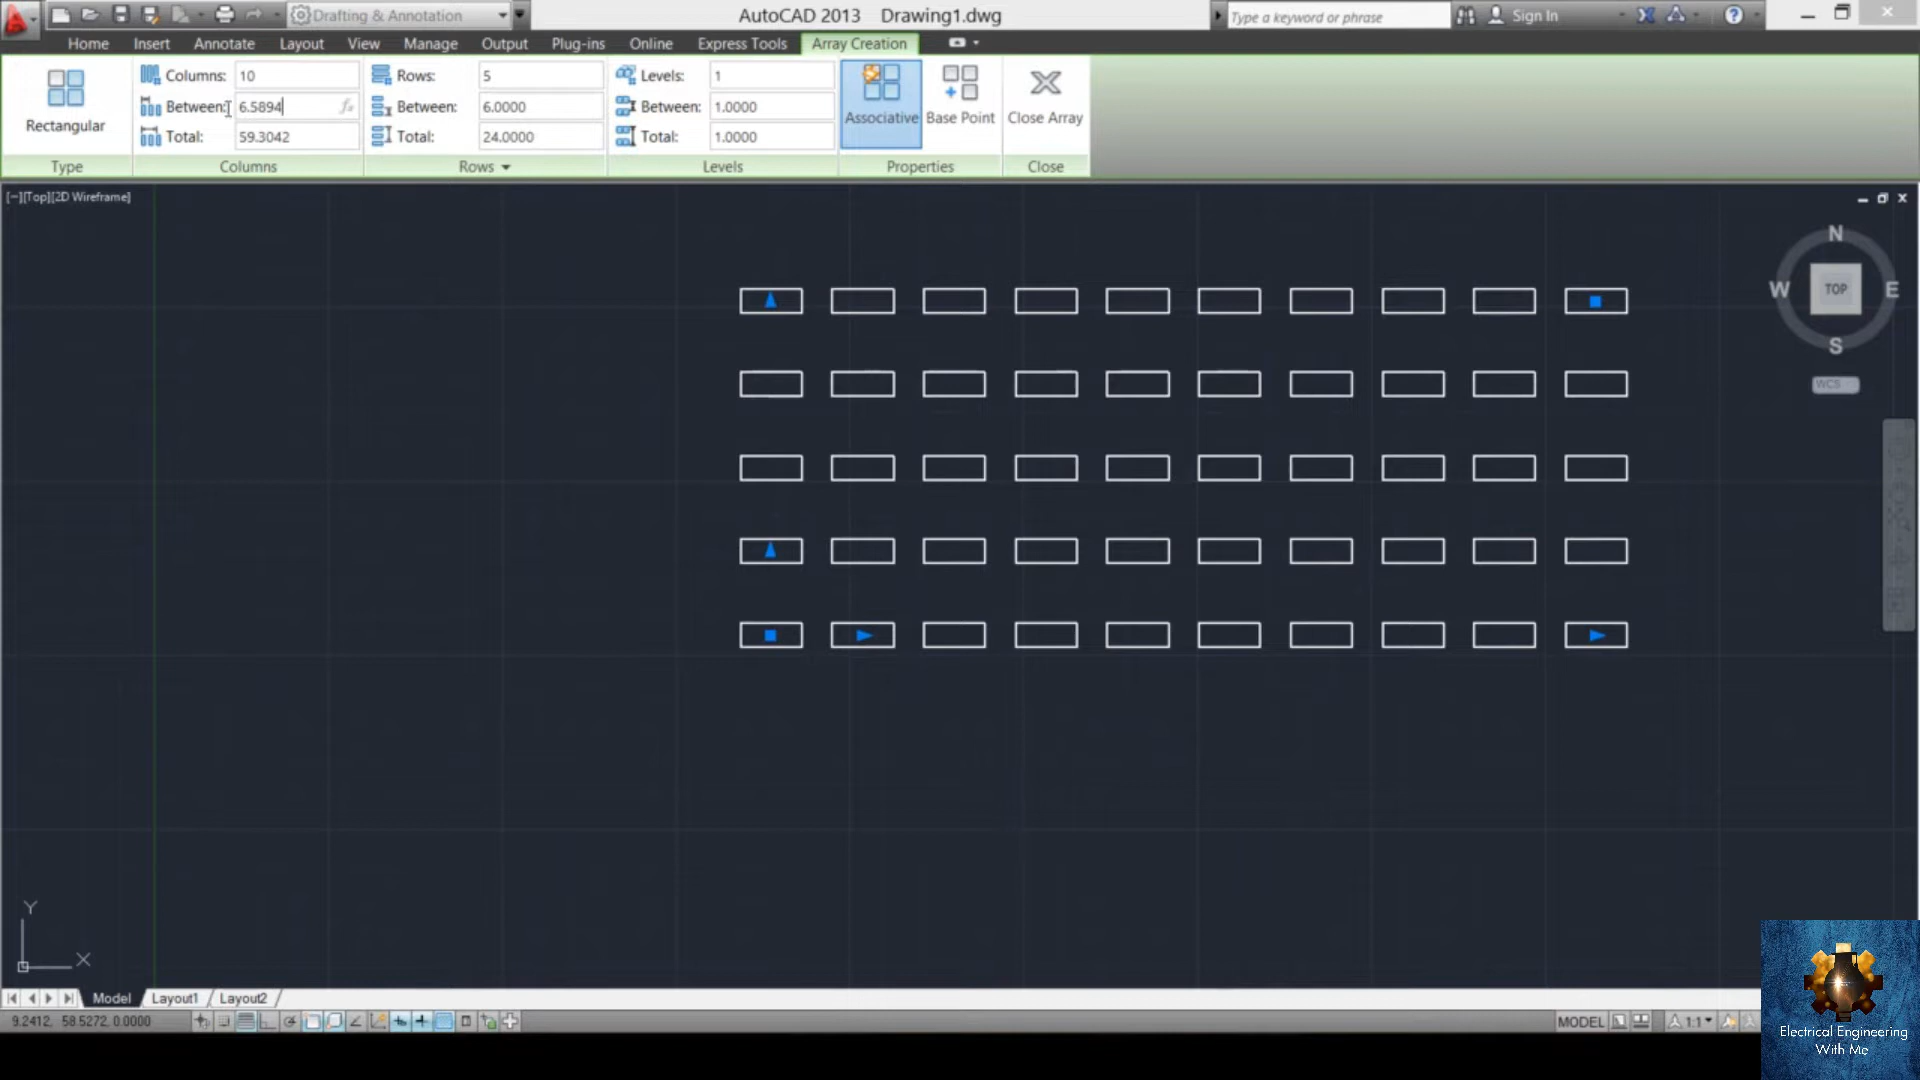 Drafting & Annotation
AutoCAD 2013 Drawing1.dwg
Type a keyword or phrase
Sign In
Home Insert Annotate Layout View Manage Output Plug-ins Online Express Tools Array Creation
Columns: 10 Rows: 5 Levels: 1
Between: 6.5894 Between: 6.0000 Between: 1.0000
Total: 59.3042 Total: 24.0000 Total: 1.0000
Rectangular Associative Base Point Close Array
Type Columns Rows Levels Properties Close
[−][Top][2D Wireframe]
N
W TOP E
S
WCS
Y
X
Model Layout1 Layout2
9.2412, 58.5272, 0.0000
MODEL 1:1
Electrical Engineering
With Me